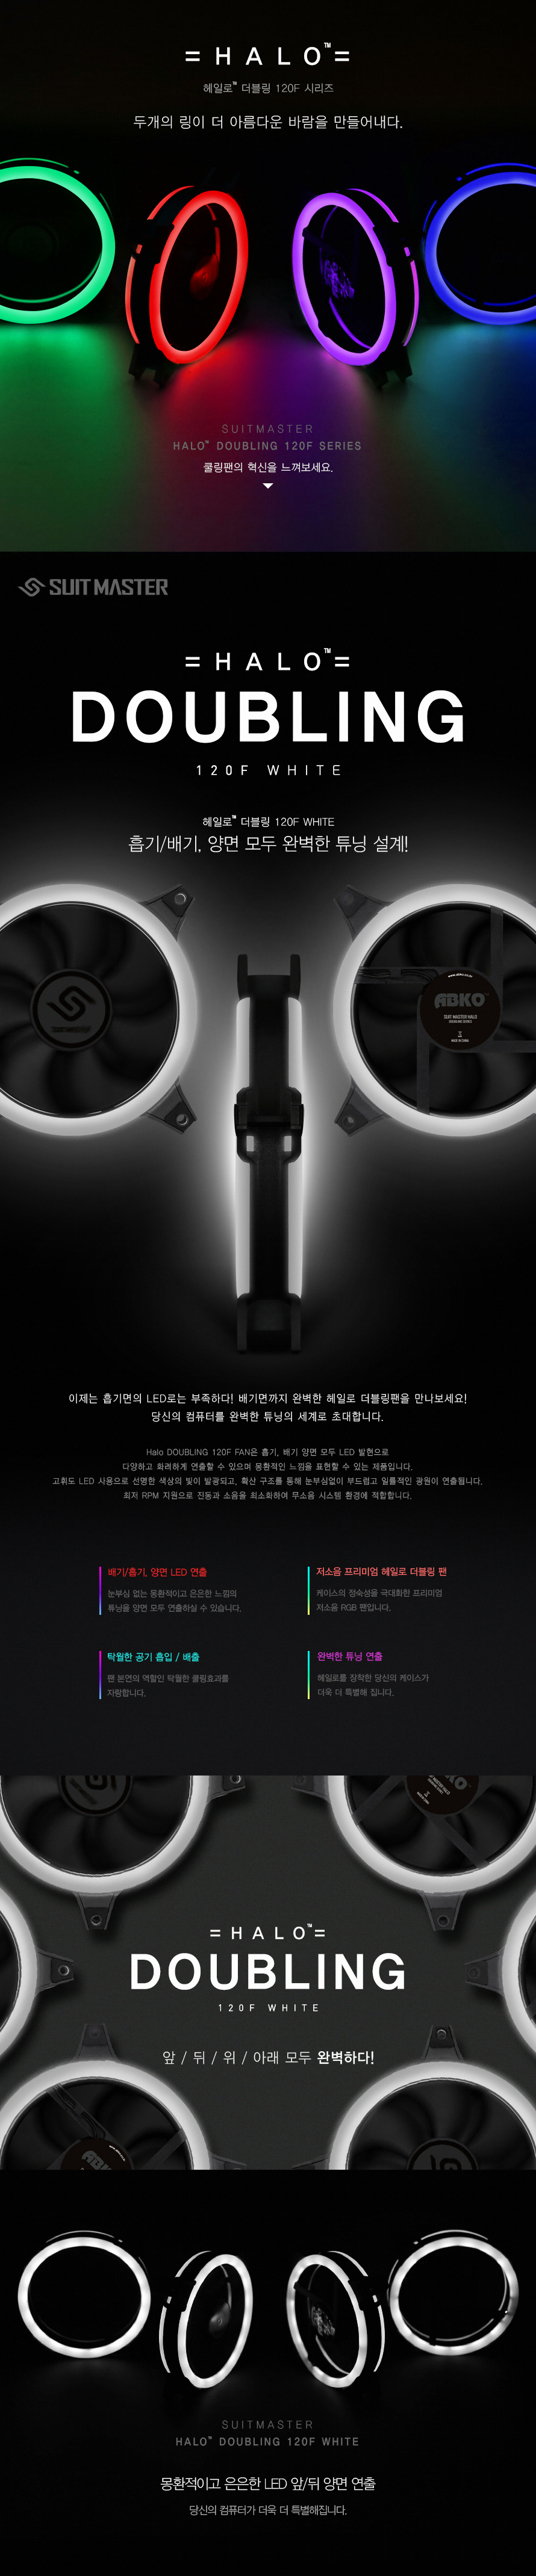 = HALO™ =
헤일로™ 더블링 120F 시리즈
두개의 링이 더 아름다운 바람을 만들어내다.
SUITMASTER
HALO™ DOUBLING 120F SERIES
쿨링팬의 혁신을 느껴보세요.
SUIT MASTER
= HALO™ =
DOUBLING
120F WHITE
헤일로™ 더블링 120F WHITE
흡기/배기, 양면 모두 완벽한 튜닝 설계!
SUIT MASTER
www.abko.co.kr
ABKO™
SUIT MASTER HALO
DOUBLING SERIES
MADE IN CHINA
이제는 흡기면의 LED로는 부족하다! 배기면까지 완벽한 헤일로 더블링팬을 만나보세요!
당신의 컴퓨터를 완벽한 튜닝의 세계로 초대합니다.
Halo DOUBLING 120F FAN은 흡기, 배기 양면 모두 LED 발현으로
다양하고 화려하게 연출할 수 있으며 몽환적인 느낌을 표현할 수 있는 제품입니다.
고휘도 LED 사용으로 선명한 색상의 빛이 발광되고, 확산 구조를 통해 눈부심없이 부드럽고 일률적인 광원이 연출됩니다.
최저 RPM 지원으로 진동과 소음을 최소화하여 무소음 시스템 환경에 적합합니다.
배기/흡기, 양면 LED 연출
눈부심 없는 몽환적이고 은은한 느낌의
튜닝을 양면 모두 연출하실 수 있습니다.
저소음 프리미엄 헤일로 더블링 팬
케이스의 정숙성을 극대화한 프리미엄
저소음 RGB 팬입니다.
탁월한 공기 흡입 / 배출
팬 본연의 역할인 탁월한 쿨링효과를
자랑합니다.
완벽한 튜닝 연출
헤일로를 장착한 당신의 케이스가
더욱 더 특별해 집니다.
= HALO™ =
DOUBLING
120F WHITE
앞 / 뒤 / 위 / 아래 모두 완벽하다!
ABKO
SUITMASTER
HALO™ DOUBLING 120F WHITE
몽환적이고 은은한 LED 앞/뒤 양면 연출
당신의 컴퓨터가 더욱 더 특별해집니다.